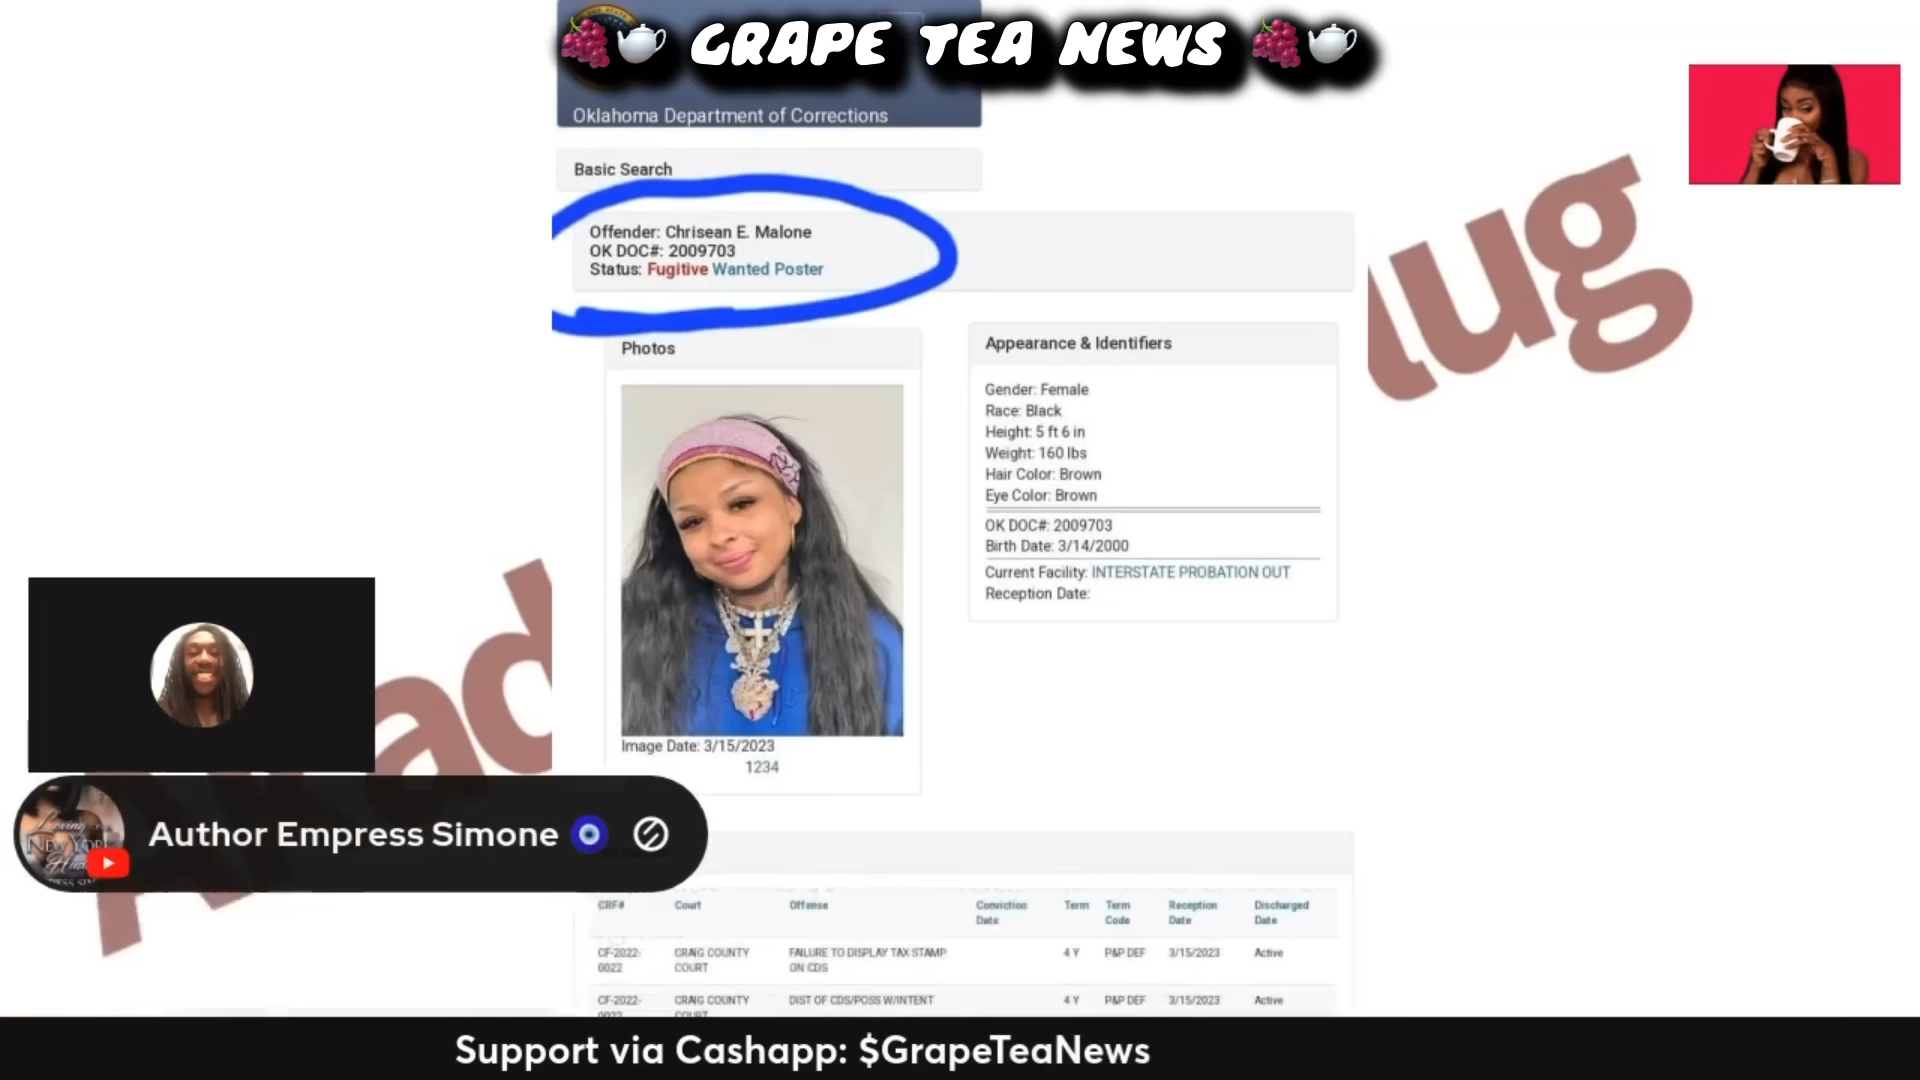 GRAPE TEA NEWS
Oklahoma Department of Corrections
Basic Search
Offender: Chrisean E. Malone
OK DOC#: 2009703
Status: Fugitive Wanted Poster
Photos
Image Date: 3/15/2023
1234
Appearance & Identifiers
Gender: Female
Race: Black
Height: 5 ft 6 in
Weight: 160 lbs
Hair Color: Brown
Eye Color: Brown
OK DOC#: 2009703
Birth Date: 3/14/2000
Current Facility: INTERSTATE PROBATION OUT
Reception Date:
lug
Author Empress Simone
Loving
New York
CRF# Court Offense Conviction Date Term Term Code Reception Date Discharged Date
CF-2022-0022 CRAIG COUNTY COURT FAILURE TO DISPLAY TAX STAMP ON CDS 4 Y P&P DEF 3/15/2023 Active
CF-2022-0022 CRAIG COUNTY COURT DIST OF CDS/POSS W/INTENT 4 Y P&P DEF 3/15/2023 Active
Support via Cashapp: $GrapeTeaNews